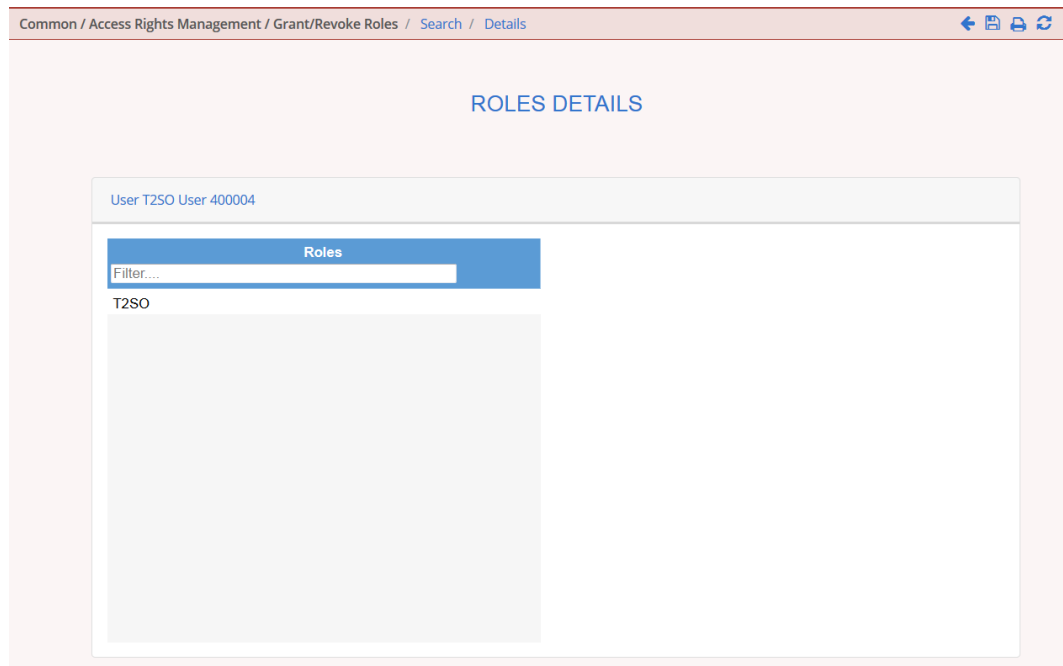 Common / Access Rights Management / Grant/Revoke Roles / Search / Details
ROLES DETAILS
User T2SO User 400004
Roles
Filter....
T2SO